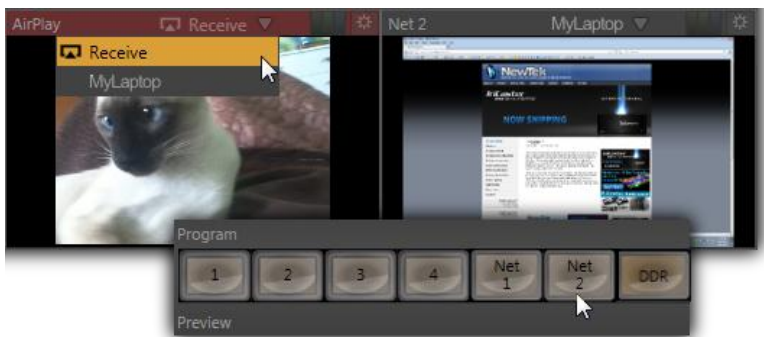 AirPlay Receive
Receive
MyLaptop
Net 2 MyLaptop
NewTek
TriCaster
NOW SHIPPING
Program
1 2 3 4 Net 1 Net 2 DDR
Preview